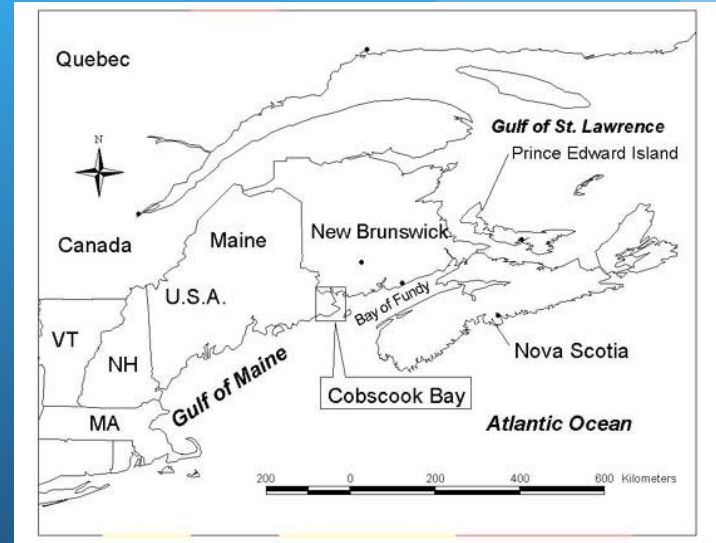 Quebec
Gulf of St. Lawrence
Prince Edward Island
N
Canada
Maine
New Brunswick
U.S.A.
Bay of Fundy
VT
NH
Nova Scotia
Gulf of Maine
Cobscook Bay
MA
Atlantic Ocean
200 0 200 400 600 Kilometers